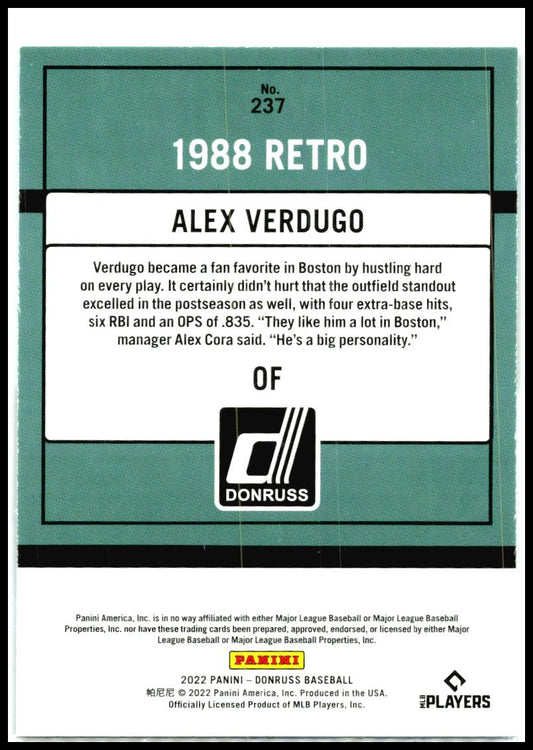 No.
237
1988 RETRO
ALEX VERDUGO
Verdugo became a fan favorite in Boston by hustling hard
on every play. It certainly didn't hurt that the outfield standout
excelled in the postseason as well, with four extra-base hits,
six RBI and an OPS of .835. “They like him a lot in Boston,”
manager Alex Cora said. “He's a big personality.”
OF
d
DONRUSS
Panini America, Inc. is in no way affiliated with either Major League Baseball or Major League Baseball
Properties, Inc. nor have these trading cards been prepared, approved, endorsed, or licensed by either Major
League Baseball or Major League Baseball Properties, Inc.
PANINI
2022 PANINI – DONRUSS BASEBALL
帕尼尼 © 2022 Panini America, Inc. Produced in the USA.
Officially Licensed Product of MLB Players, Inc.
MLB PLAYERS